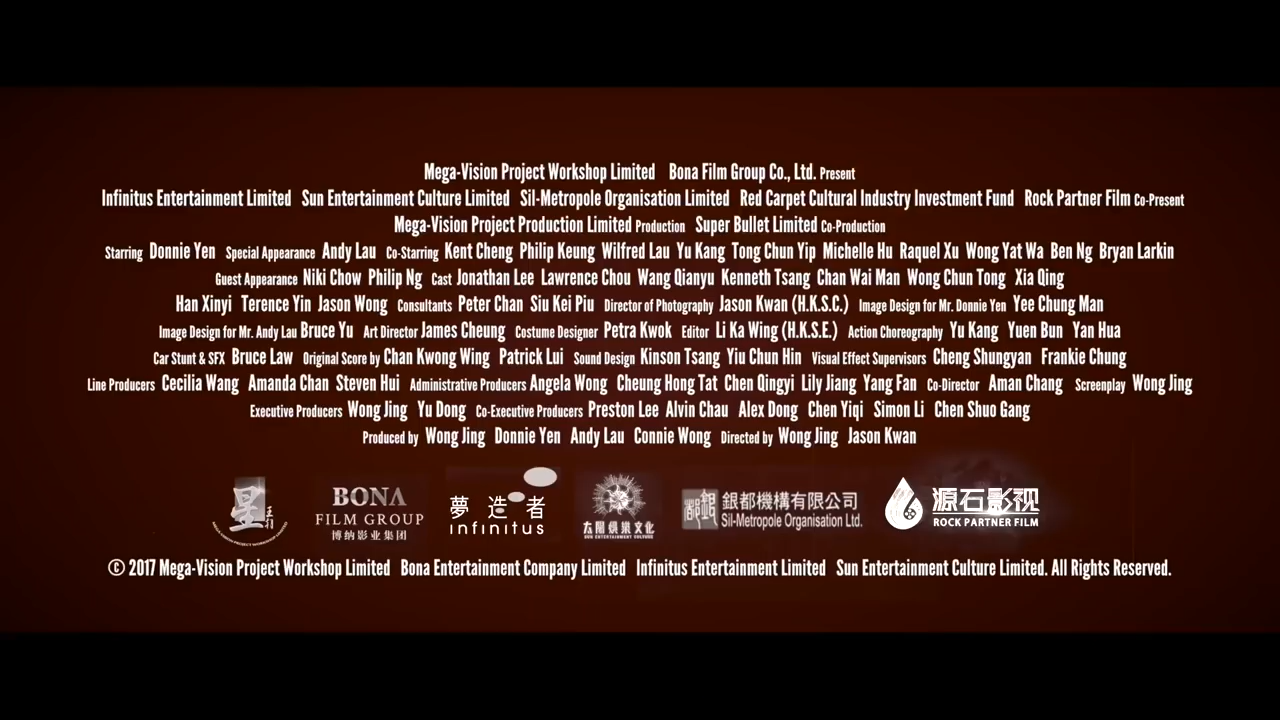 Mega-Vision Project Workshop Limited Bona Film Group Co., Ltd. Present
Infinitus Entertainment Limited Sun Entertainment Culture Limited Sil-Metropole Organisation Limited Red Carpet Cultural Industry Investment Fund Rock Partner Film Co-Present
Mega-Vision Project Production Limited Production Super Bullet Limited Co-Production
Starring Donnie Yen Special Appearance Andy Lau Co-Starring Kent Cheng Philip Keung Wilfred Lau Yu Kang Tong Chun Yip Michelle Hu Raquel Xu Wong Yat Wa Ben Ng Bryan Larkin
Guest Appearance Niki Chow Philip Ng Cast Jonathan Lee Lawrence Chou Wang Qianyu Kenneth Tsang Chan Wai Man Wong Chun Tong Xia Qing
Han Xinyi Terence Yin Jason Wong Consultants Peter Chan Siu Kei Piu Director of Photography Jason Kwan (H.K.S.C.) Image Design for Mr. Donnie Yen Yee Chung Man
Image Design for Mr. Andy Lau Bruce Yu Art Director James Cheung Costume Designer Petra Kwok Editor Li Ka Wing (H.K.S.E.) Action Choreography Yu Kang Yuen Bun Yan Hua
Car Stunt & SFX Bruce Law Original Score by Chan Kwong Wing Patrick Lui Sound Design Kinson Tsang Yiu Chun Hin Visual Effect Supervisors Cheng Shungyan Frankie Chung
Line Producers Cecilia Wang Amanda Chan Steven Hui Administrative Producers Angela Wong Cheung Hong Tat Chen Qingyi Lily Jiang Yang Fan Co-Director Aman Chang Screenplay Wong Jing
Executive Producers Wong Jing Yu Dong Co-Executive Producers Preston Lee Alvin Chau Alex Dong Chen Yiqi Simon Li Chen Shuo Gang
Produced by Wong Jing Donnie Yen Andy Lau Connie Wong Directed by Wong Jing Jason Kwan
星王朝
BONA
FILM GROUP
博纳影业集团
夢造者
infinitus
太陽娛樂文化
SUN ENTERTAINMENT CULTURE
銀都機構有限公司
Sil-Metropole Organisation Ltd.
源石影视
ROCK PARTNER FILM
© 2017 Mega-Vision Project Workshop Limited Bona Entertainment Company Limited Infinitus Entertainment Limited Sun Entertainment Culture Limited. All Rights Reserved.